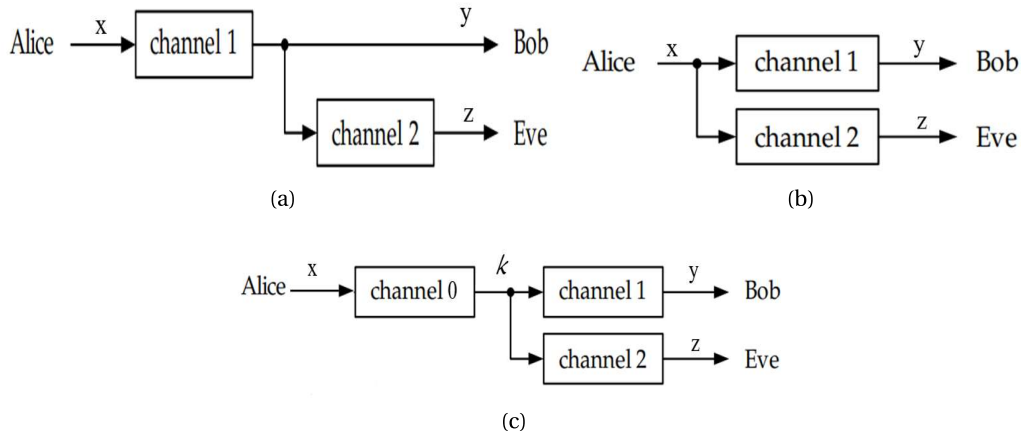 Alice x channel 1 y Bob
channel 2 z Eve
(a)
Alice x channel 1 y Bob
channel 2 z Eve
(b)
Alice x channel 0 k channel 1 y Bob
channel 2 z Eve
(c)